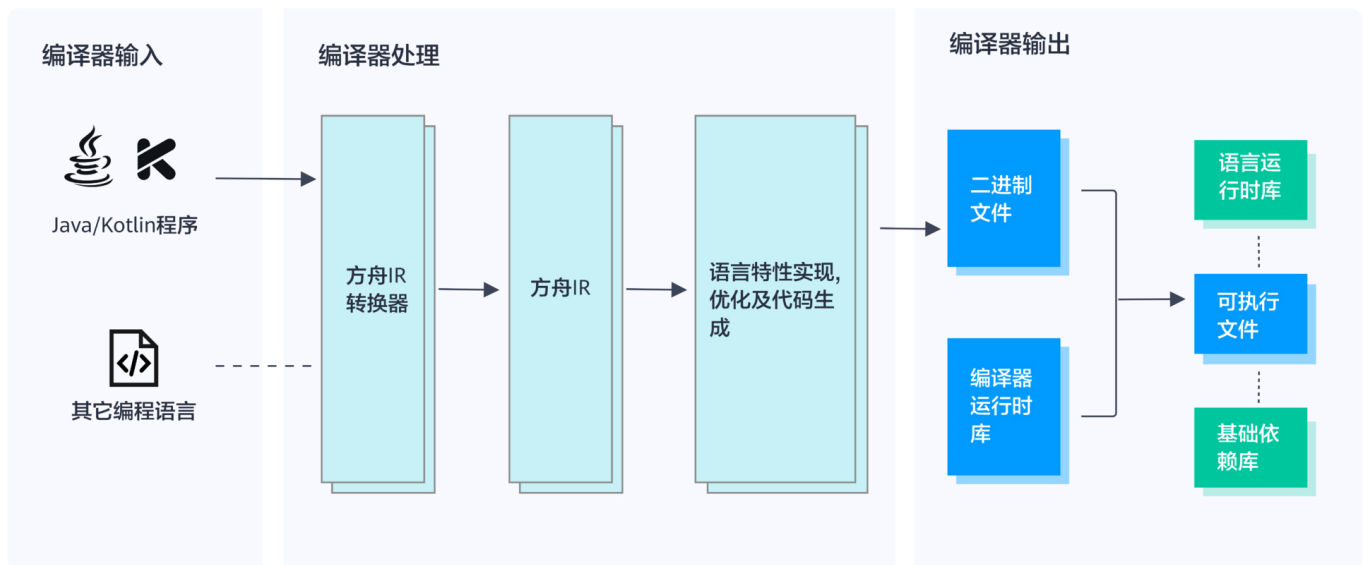 编译器输入
Java/Kotlin程序
其它编程语言
编译器处理
方舟IR
转换器
方舟IR
语言特性实现,
优化及代码生
成
编译器输出
二进制
文件
编译器
运行时
库
语言运
行时库
可执行
文件
基础依
赖库